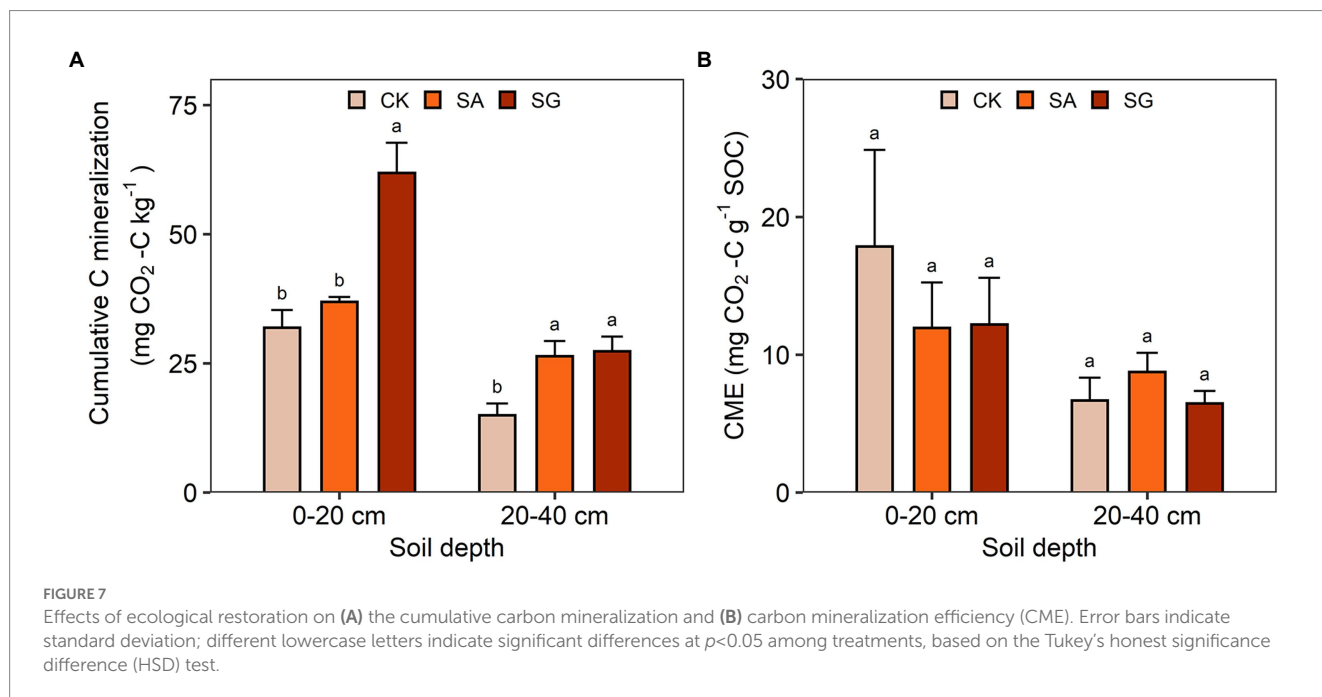 A
Cumulative C mineralization
(mg CO₂ -C kg⁻¹ )
75
50
25
0
CK SA SG
b b a
b a a
0-20 cm 20-40 cm
Soil depth
B
CME (mg CO₂ -C g⁻¹ SOC)
30
20
10
0
CK SA SG
a a a
a a a
0-20 cm 20-40 cm
Soil depth
FIGURE 7
Effects of ecological restoration on (A) the cumulative carbon mineralization and (B) carbon mineralization efficiency (CME). Error bars indicate
standard deviation; different lowercase letters indicate significant differences at p<0.05 among treatments, based on the Tukey's honest significance
difference (HSD) test.